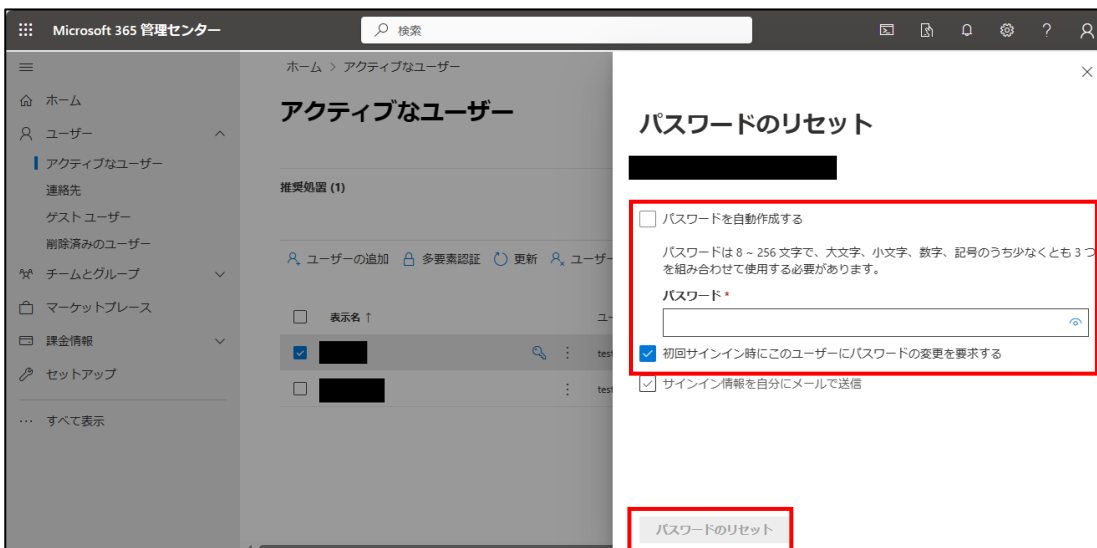 Microsoft 365 管理センター
検索
ホーム
ユーザー
アクティブなユーザー
連絡先
ゲスト ユーザー
削除済みのユーザー
チームとグループ
マーケットプレース
課金情報
セットアップ
… すべて表示
ホーム > アクティブなユーザー
アクティブなユーザー
推奨処置 (1)
ユーザーの追加 多要素認証 更新 ユーザー
表示名 ↑ ユー
test
test
パスワードのリセット
パスワードを自動作成する
パスワードは 8 ~ 256 文字で、大文字、小文字、数字、記号のうち少なくとも 3 つ
を組み合わせて使用する必要があります。
パスワード *
初回サインイン時にこのユーザーにパスワードの変更を要求する
サインイン情報を自分にメールで送信
パスワードのリセット